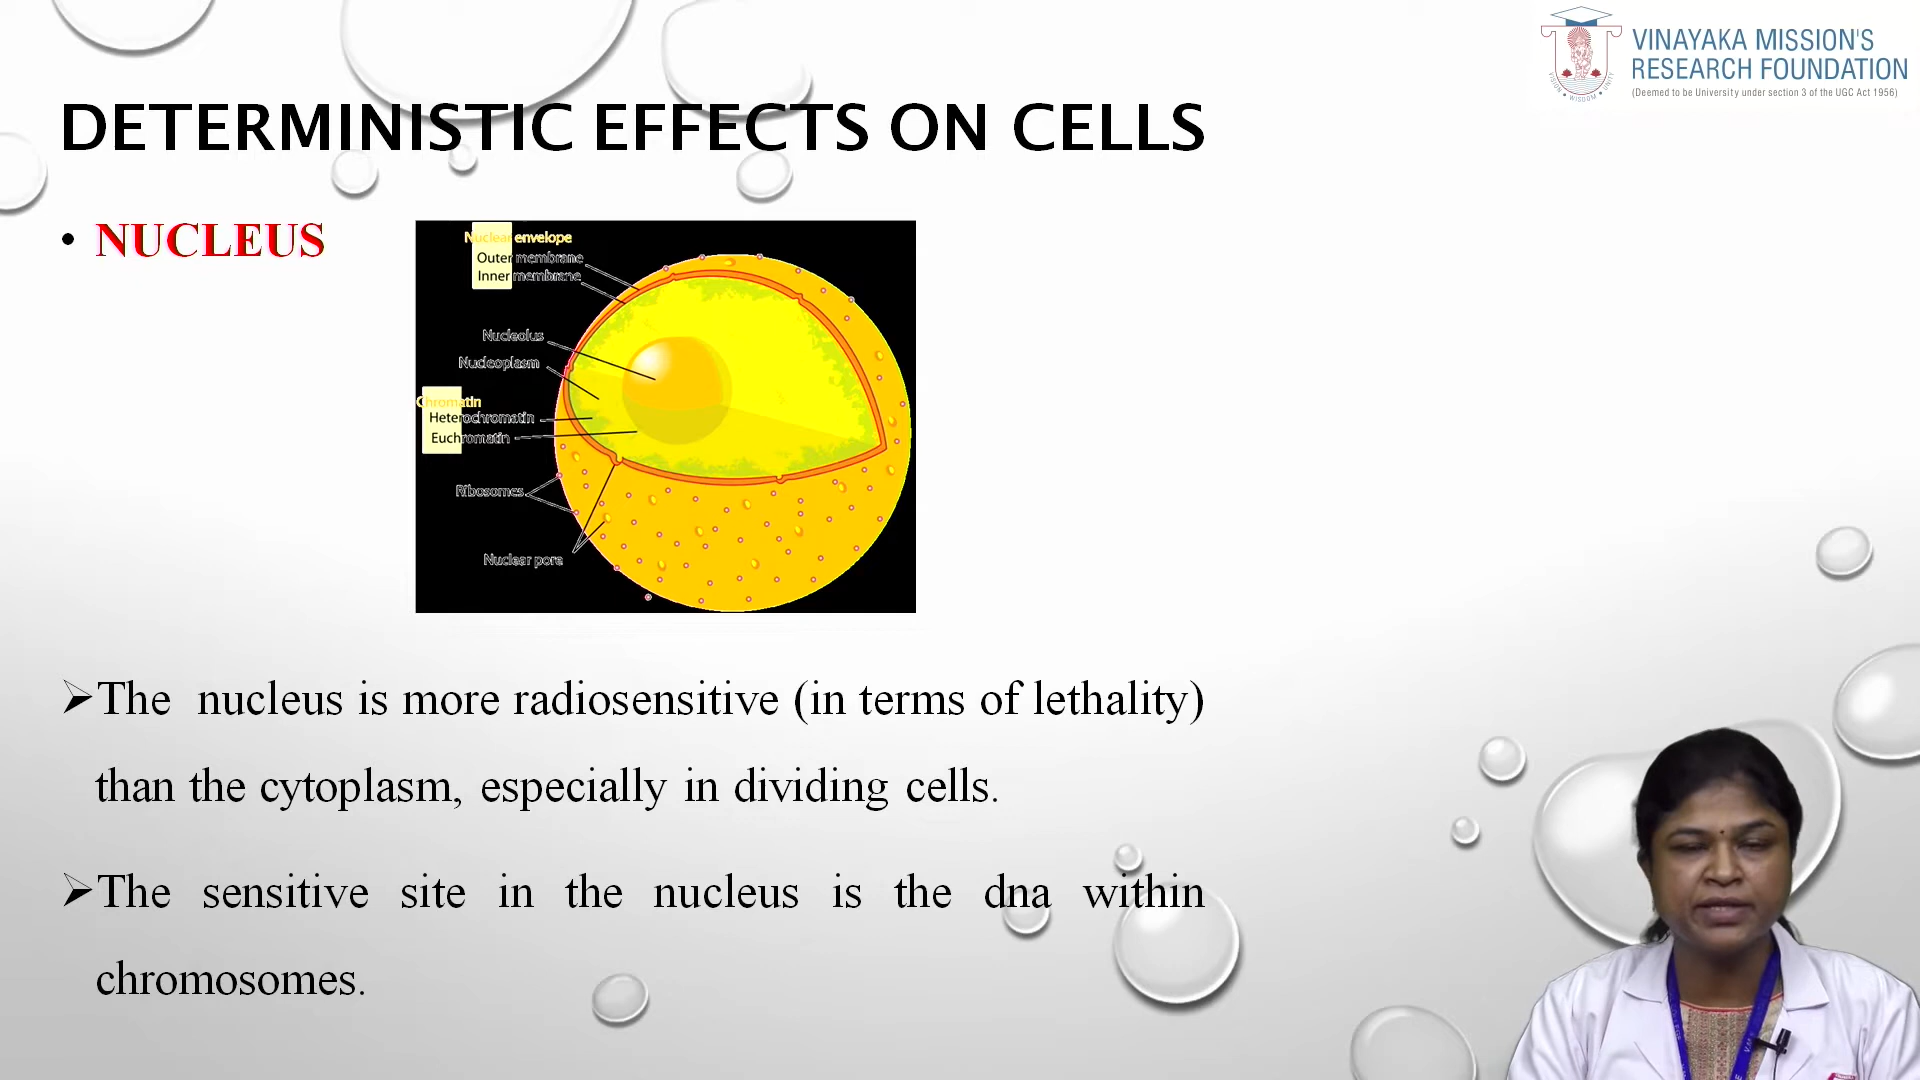 VINAYAKA MISSION'S
RESEARCH FOUNDATION
(Deemed to be University under section 3 of the UGC Act 1956)
VISION • WISDOM • UNITY
DETERMINISTIC EFFECTS ON CELLS
• NUCLEUS
Nuclear envelope
Outer membrane
Inner membrane
Nucleolus
Nucleoplasm
Chromatin
Heterochromatin
Euchromatin
Ribosomes
Nuclear pore
➢The nucleus is more radiosensitive (in terms of lethality)
than the cytoplasm, especially in dividing cells.
➢The sensitive site in the nucleus is the dna within
chromosomes.